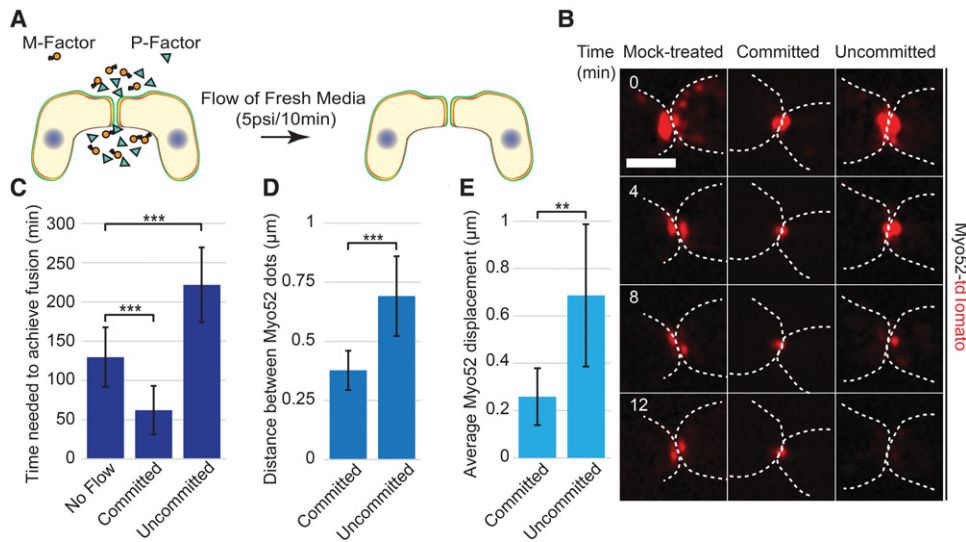 A
M-Factor
P-Factor
Flow of Fresh Media
(5psi/10min)
B
Time
(min)
Mock-treated
Committed
Uncommitted
0
4
8
12
Myo52-tdTomato
C
Time needed to achieve fusion (min)
300
250
200
150
100
50
0
***
***
No Flow
Committed
Uncommitted
D
Distance between Myo52 dots (μm)
1
0.75
0.5
0.25
0
***
Committed
Uncommitted
E
Average Myo52 displacement (μm)
1
0.8
0.6
0.4
0.2
0
**
Committed
Uncommitted